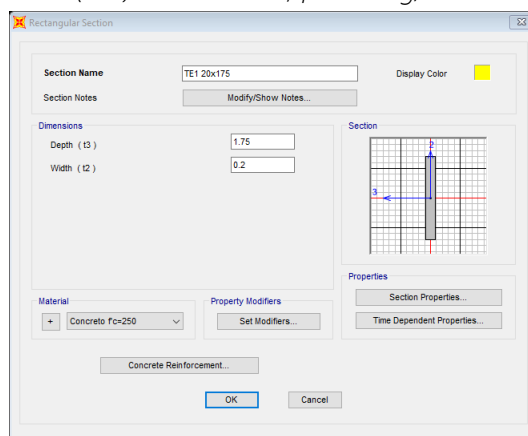 Rectangular Section
Section Name TE1 20x175 Display Color
Section Notes Modify/Show Notes...
Dimensions
Depth ( t3 ) 1.75
Width ( t2 ) 0.2
Section
2
3
Properties
Section Properties...
Time Dependent Properties...
Material
+ Concreto f'c=250
Property Modifiers
Set Modifiers...
Concrete Reinforcement...
OK Cancel